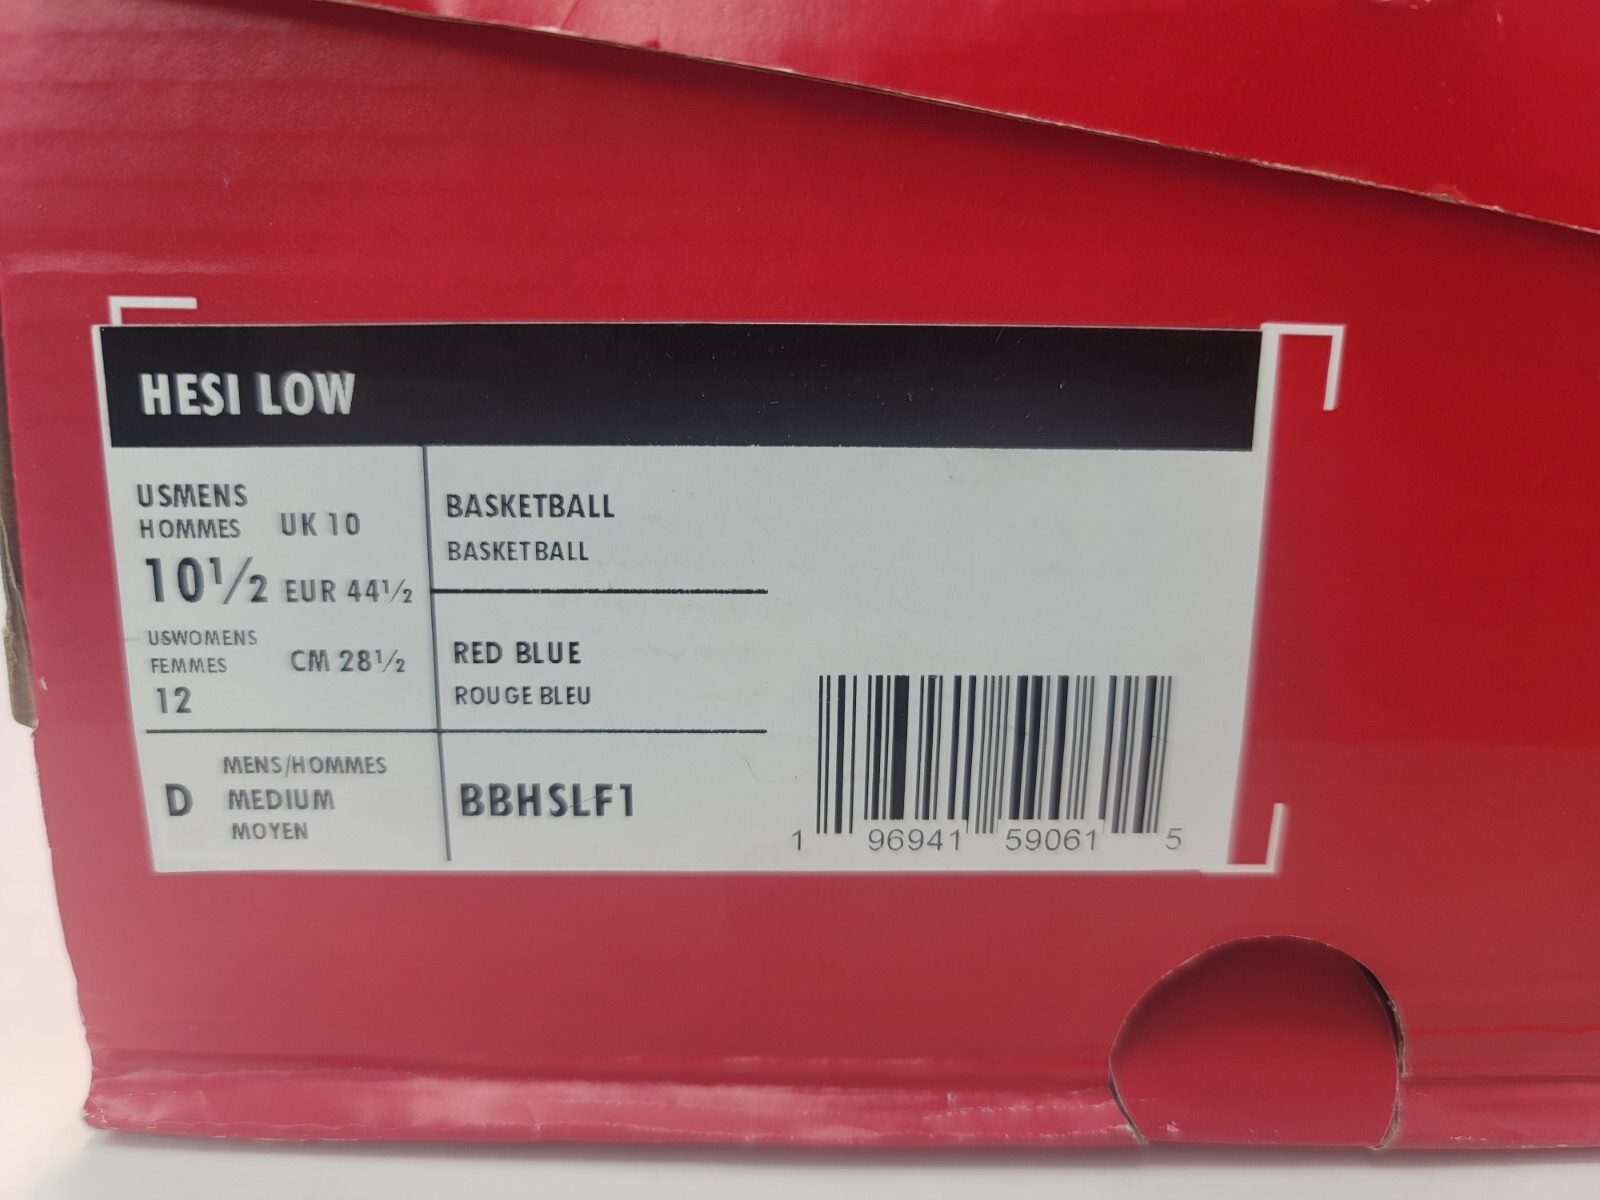 HESI LOW
USMENS
HOMMES
10½
UK 10
EUR 44½
USWOMENS
FEMMES
12
CM 28½
BASKETBALL
BASKETBALL
RED BLUE
ROUGE BLEU
D
MENS/HOMMES
MEDIUM
MOYEN
BBHSLF1
1 96941 59061 5